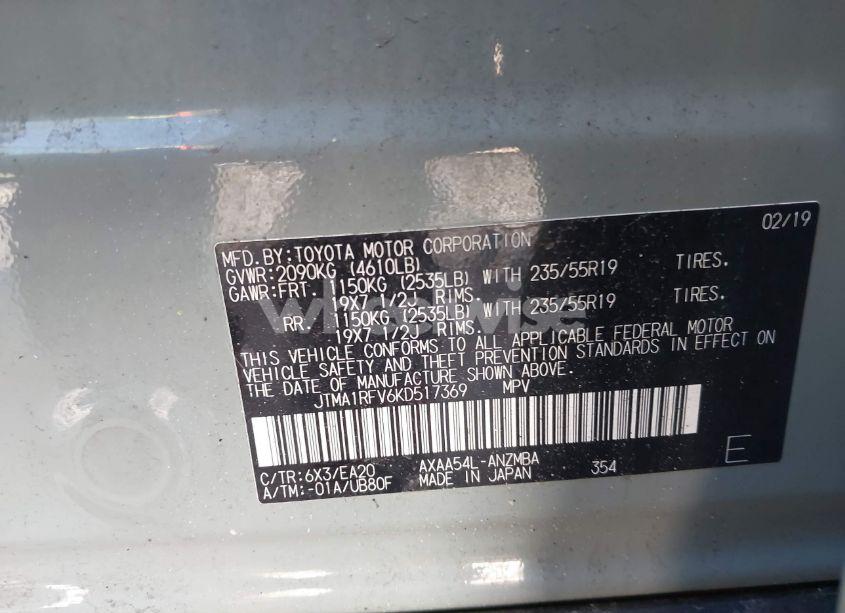 02/19
MFD.BY:TOYOTA MOTOR CORPORATION
GVWR:2090KG (4610LB)
GAWR:FRT. 1150KG (2535LB) WITH 235/55R19 TIRES.
19X7 1/2J RIMS.
RR. 1150KG (2535LB) WITH 235/55R19 TIRES.
19X7 1/2J RIMS.
THIS VEHICLE CONFORMS TO ALL APPLICABLE FEDERAL MOTOR
VEHICLE SAFETY AND THEFT PREVENTION STANDARDS IN EFFECT ON
THE DATE OF MANUFACTURE SHOWN ABOVE.
JTMA1RFV6KD517369 MPV
C/TR:6X3/EA20 AXAA54L-ANZMBA 354 E
A/TM:-01A/UB80F MADE IN JAPAN